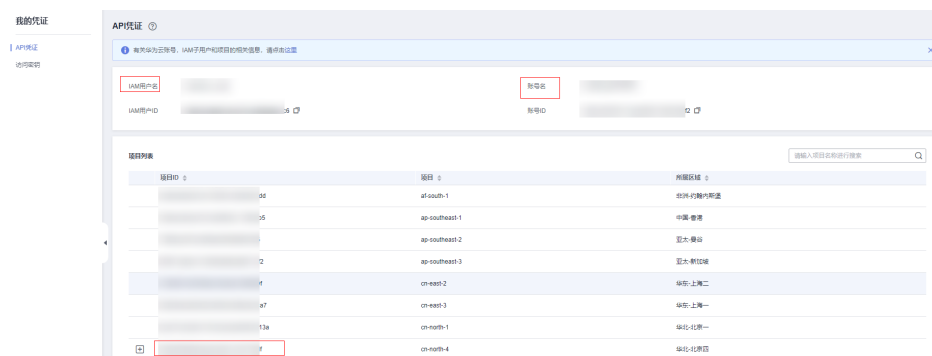 我的凭证
API凭证
访问密钥
API凭证
有关华为云账号、IAM子用户和项目的相关信息，请点击这里
IAM用户名
账号名
IAM用户ID c6
账号ID f2
项目列表
请输入项目名称进行搜索
项目ID 项目 所属区域
dd af-south-1 非洲-约翰内斯堡
b5 ap-southeast-1 中国-香港
ap-southeast-2 亚太-曼谷
f2 ap-southeast-3 亚太-新加坡
f cn-east-2 华东-上海二
a7 cn-east-3 华东-上海一
13a cn-north-1 华北-北京一
f cn-north-4 华北-北京四